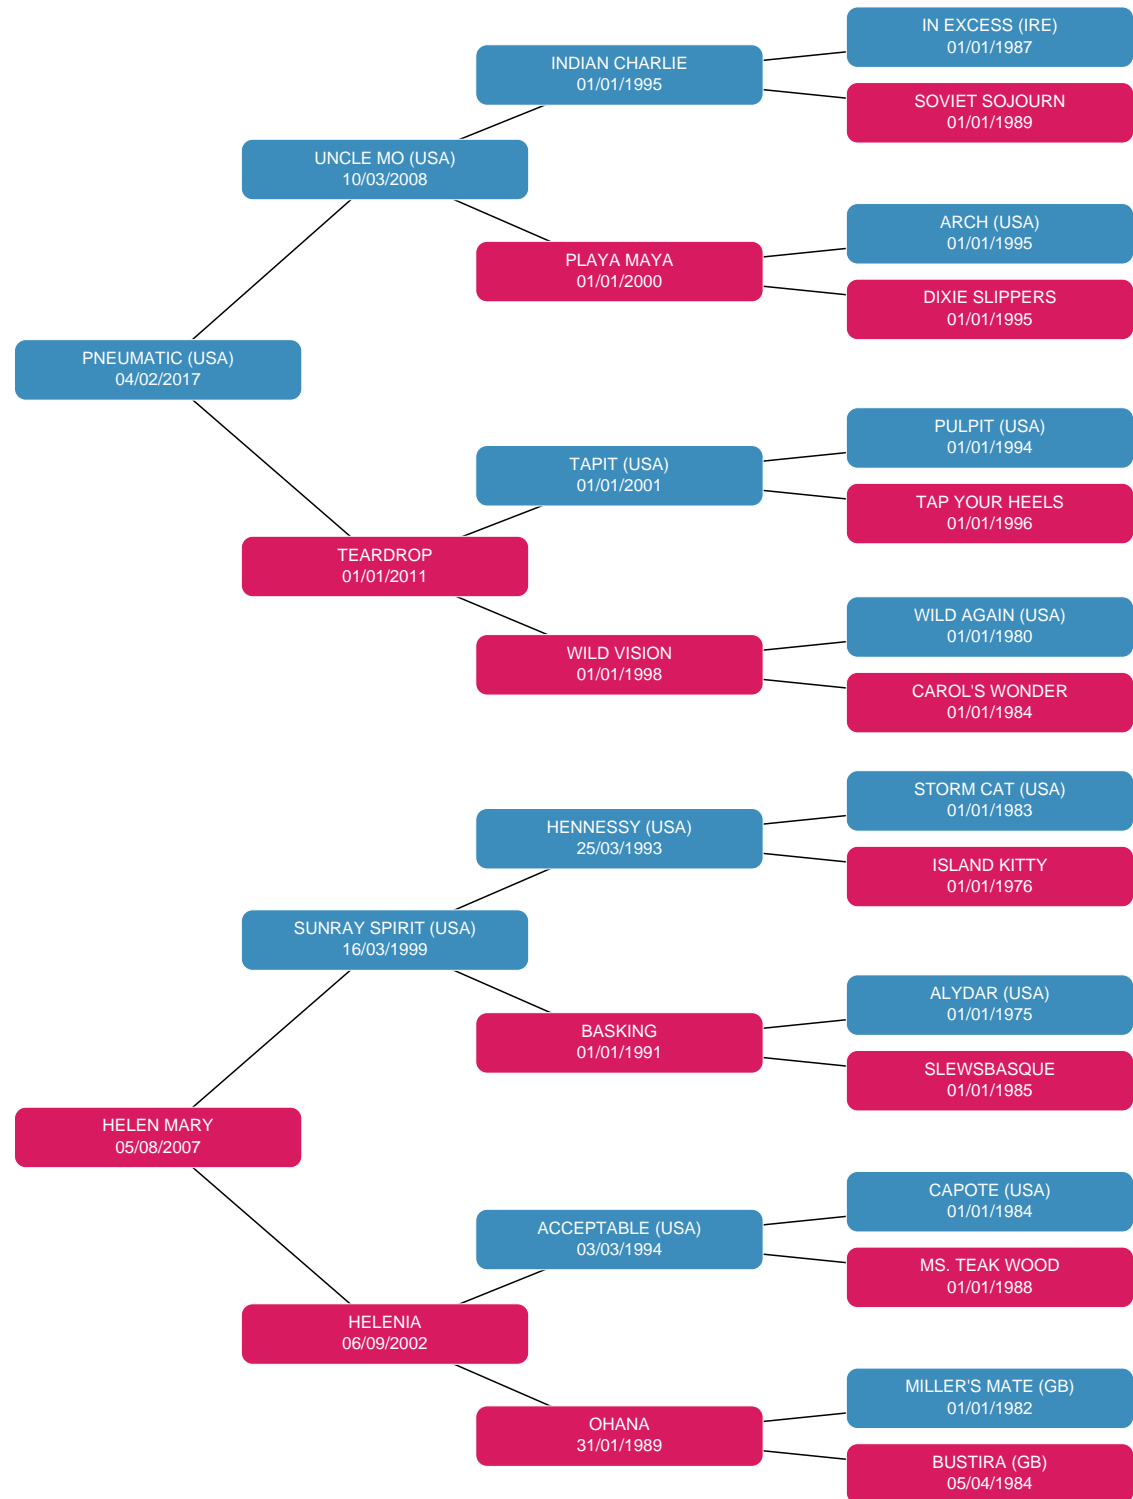 IN EXCESS (IRE)
01/01/1987
INDIAN CHARLIE
01/01/1995
SOVIET SOJOURN
01/01/1989
UNCLE MO (USA)
10/03/2008
ARCH (USA)
01/01/1995
PLAYA MAYA
01/01/2000
DIXIE SLIPPERS
01/01/1995
PNEUMATIC (USA)
04/02/2017
PULPIT (USA)
01/01/1994
TAPIT (USA)
01/01/2001
TAP YOUR HEELS
01/01/1996
TEARDROP
01/01/2011
WILD AGAIN (USA)
01/01/1980
WILD VISION
01/01/1998
CAROL'S WONDER
01/01/1984
STORM CAT (USA)
01/01/1983
HENNESSY (USA)
25/03/1993
ISLAND KITTY
01/01/1976
SUNRAY SPIRIT (USA)
16/03/1999
ALYDAR (USA)
01/01/1975
BASKING
01/01/1991
SLEWSBASQUE
01/01/1985
HELEN MARY
05/08/2007
CAPOTE (USA)
01/01/1984
ACCEPTABLE (USA)
03/03/1994
MS. TEAK WOOD
01/01/1988
HELENIA
06/09/2002
MILLER'S MATE (GB)
01/01/1982
OHANA
31/01/1989
BUSTIRA (GB)
05/04/1984